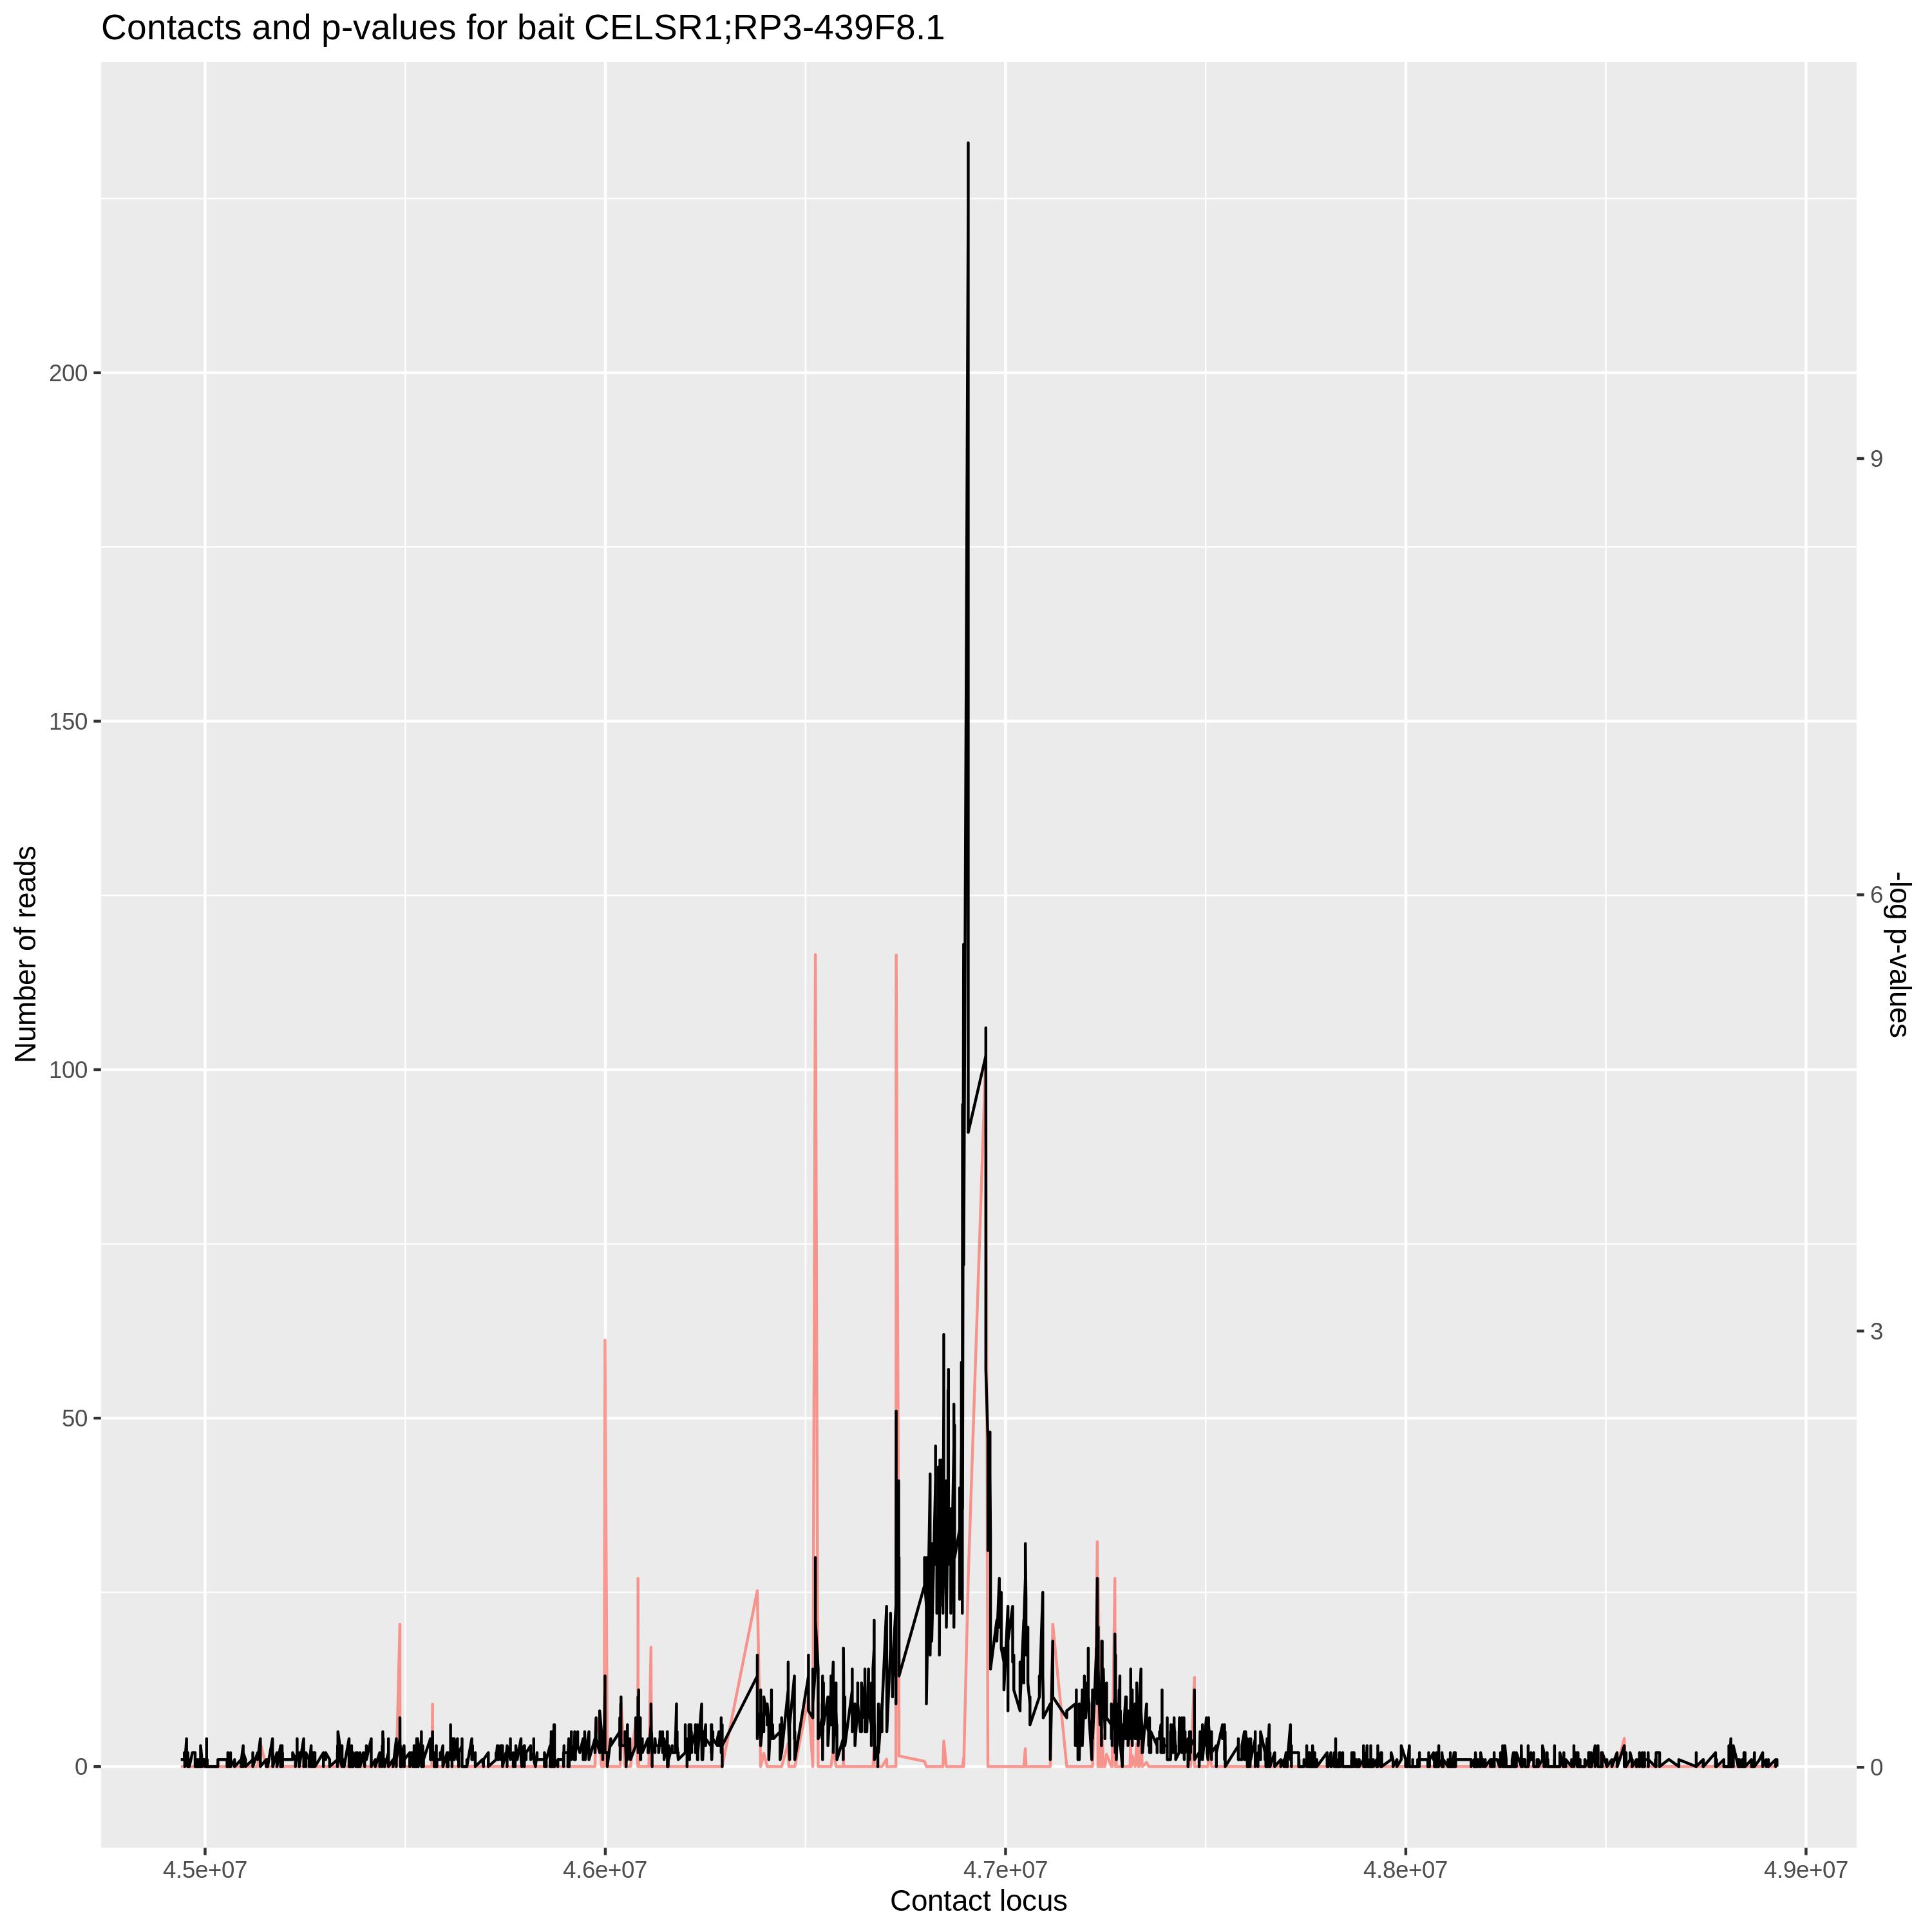 Contacts and p-values for bait CELSR1;RP3-439F8.1
200
150
100
50
0
Number of reads
9
6
3
0
-log p-values
4.5e+07 4.6e+07 4.7e+07 4.8e+07 4.9e+07
Contact locus